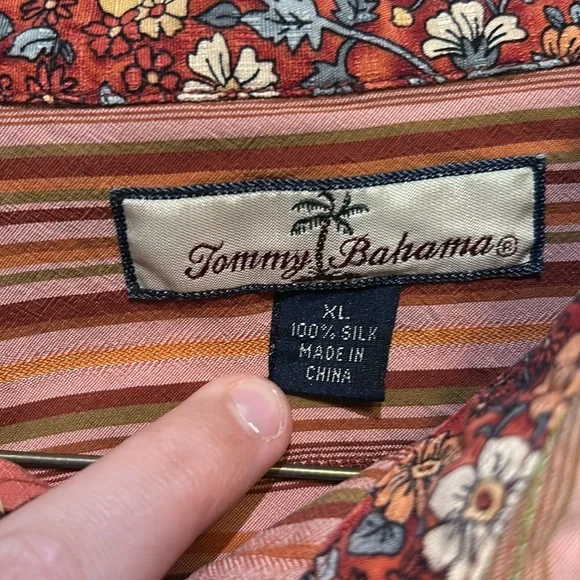 Tommy Bahama®
XL
100% SILK
MADE IN
CHINA